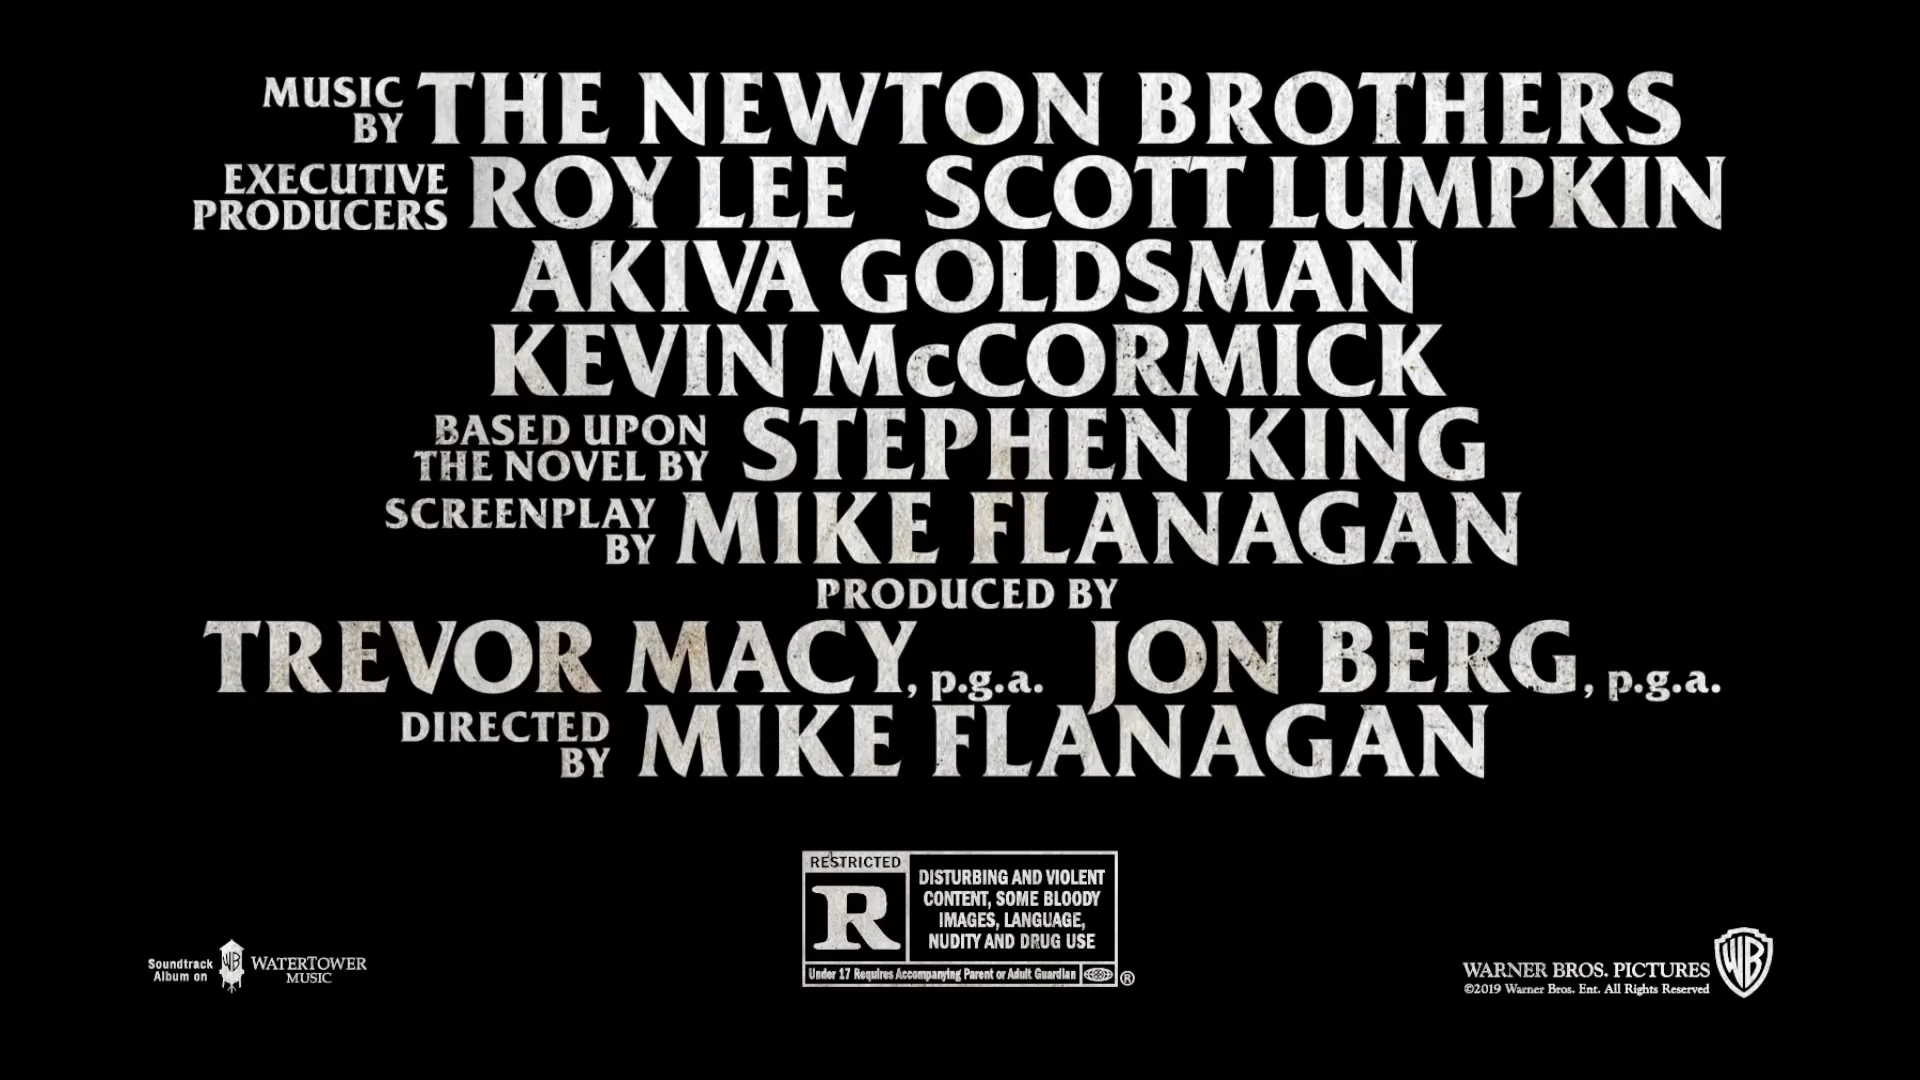 MUSIC BY THE NEWTON BROTHERS
EXECUTIVE PRODUCERS ROY LEE SCOTT LUMPKIN
AKIVA GOLDSMAN
KEVIN McCORMICK
BASED UPON THE NOVEL BY STEPHEN KING
SCREENPLAY BY MIKE FLANAGAN
PRODUCED BY
TREVOR MACY, p.g.a. JON BERG, p.g.a.
DIRECTED BY MIKE FLANAGAN
RESTRICTED
R
DISTURBING AND VIOLENT
CONTENT, SOME BLOODY
IMAGES, LANGUAGE,
NUDITY AND DRUG USE
Under 17 Requires Accompanying Parent or Adult Guardian ®
Soundtrack
Album on
WB
WATERTOWER
MUSIC
WARNER BROS. PICTURES
©2019 Warner Bros. Ent. All Rights Reserved
WB